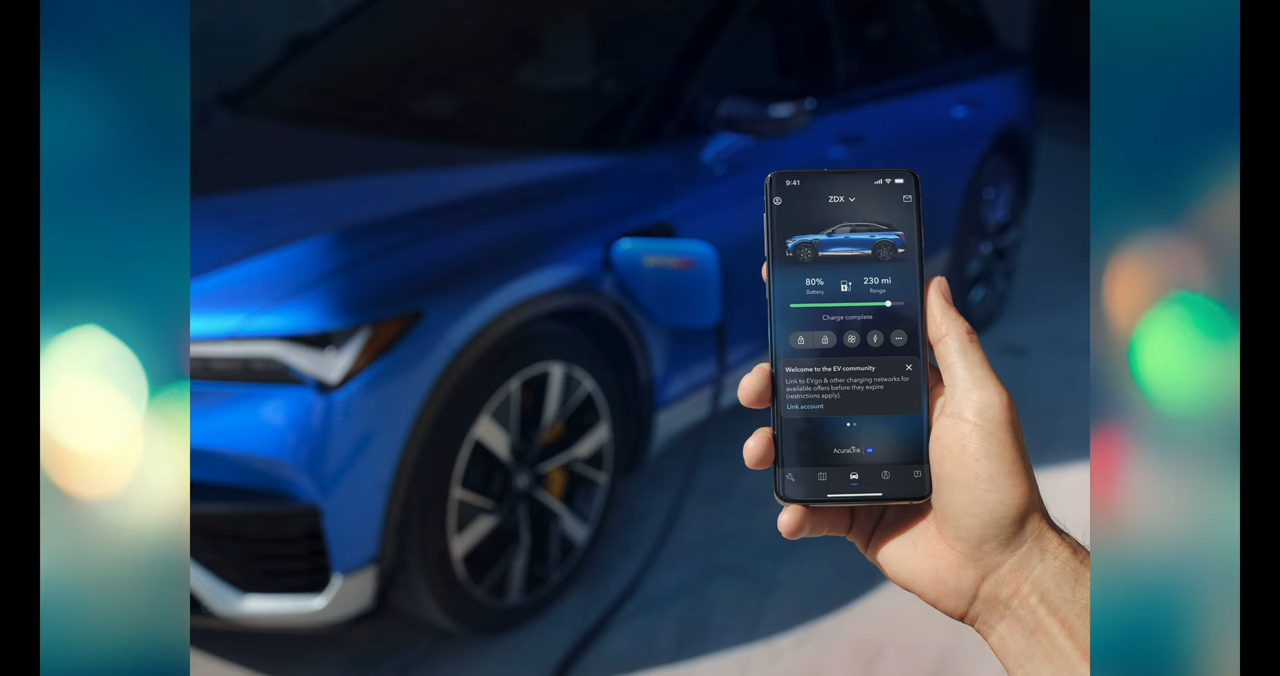 9:41
ZDX
80%
230 mi
Battery
Range
Charge complete
Welcome to the EV community
Link to EVgo & other charging networks for
available offers before they expire
(restrictions apply).
Link account
AcuraLink